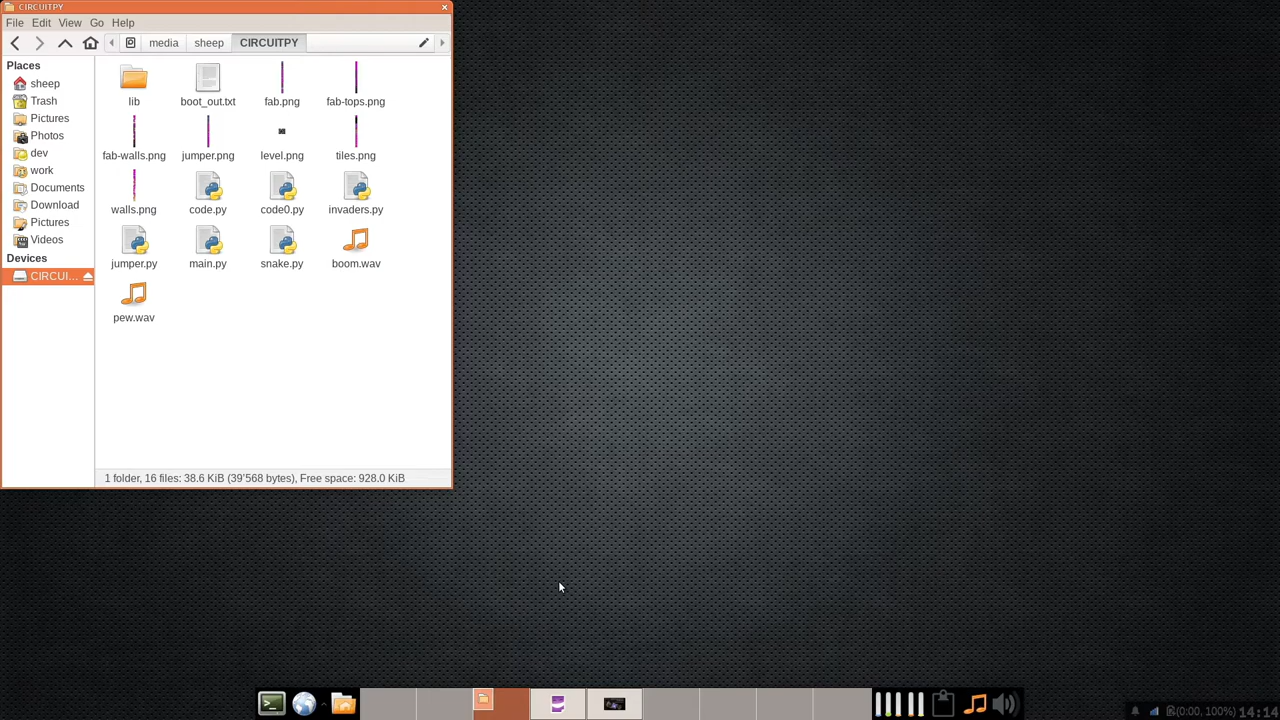 CIRCUITPY
File Edit View Go Help
media sheep CIRCUITPY
Places
sheep
Trash
Pictures
Photos
dev
work
Documents
Download
Pictures
Videos
Devices
CIRCUI...
lib boot_out.txt fab.png fab-tops.png
fab-walls.png jumper.png level.png tiles.png
walls.png code.py code0.py invaders.py
jumper.py main.py snake.py boom.wav
pew.wav
1 folder, 16 files: 38.6 KiB (39'568 bytes), Free space: 928.0 KiB
(0:00, 100%) 14:14